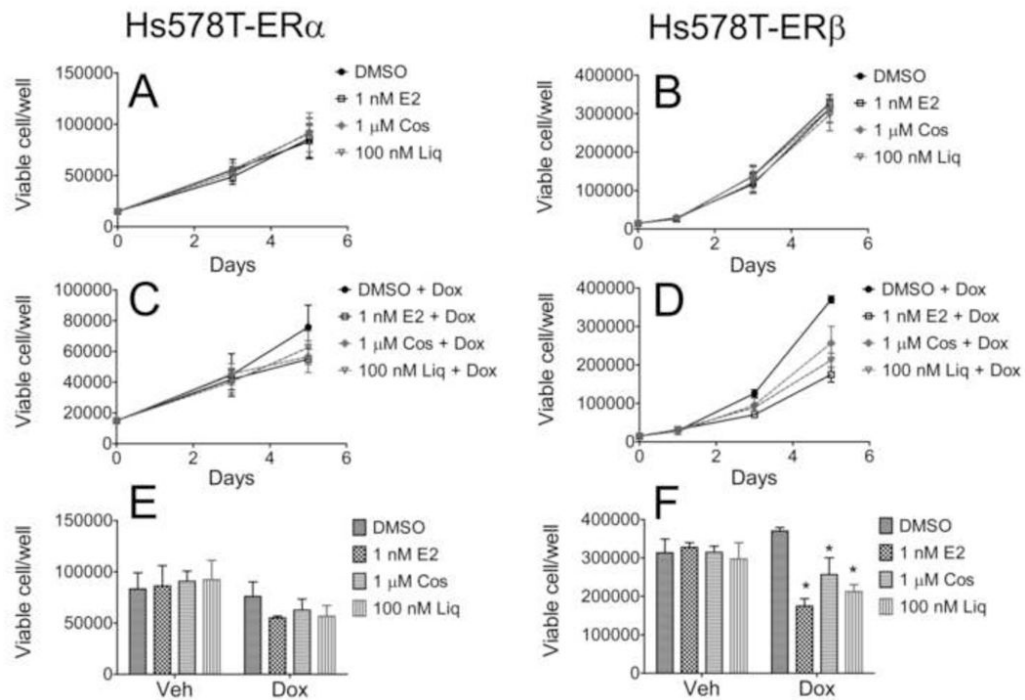 Hs578T-ERα
Hs578T-ERβ
A
Viable cell/well
150000
100000
50000
0
0 2 4 6
Days
DMSO
1 nM E2
1 μM Cos
100 nM Liq
B
Viable cell/well
400000
300000
200000
100000
0
0 2 4 6
Days
DMSO
1 nM E2
1 μM Cos
100 nM Liq
C
Viable cell/well
100000
80000
60000
40000
20000
0
0 2 4 6
Days
DMSO + Dox
1 nM E2 + Dox
1 μM Cos + Dox
100 nM Liq + Dox
D
Viable cell/well
400000
300000
200000
100000
0
0 2 4 6
Days
DMSO + Dox
1 nM E2 + Dox
1 μM Cos + Dox
100 nM Liq + Dox
E
Viable cell/well
150000
100000
50000
0
Veh Dox
DMSO
1 nM E2
1 μM Cos
100 nM Liq
F
Viable cell/well
400000
300000
200000
100000
0
* * *
Veh Dox
DMSO
1 nM E2
1 μM Cos
100 nM Liq